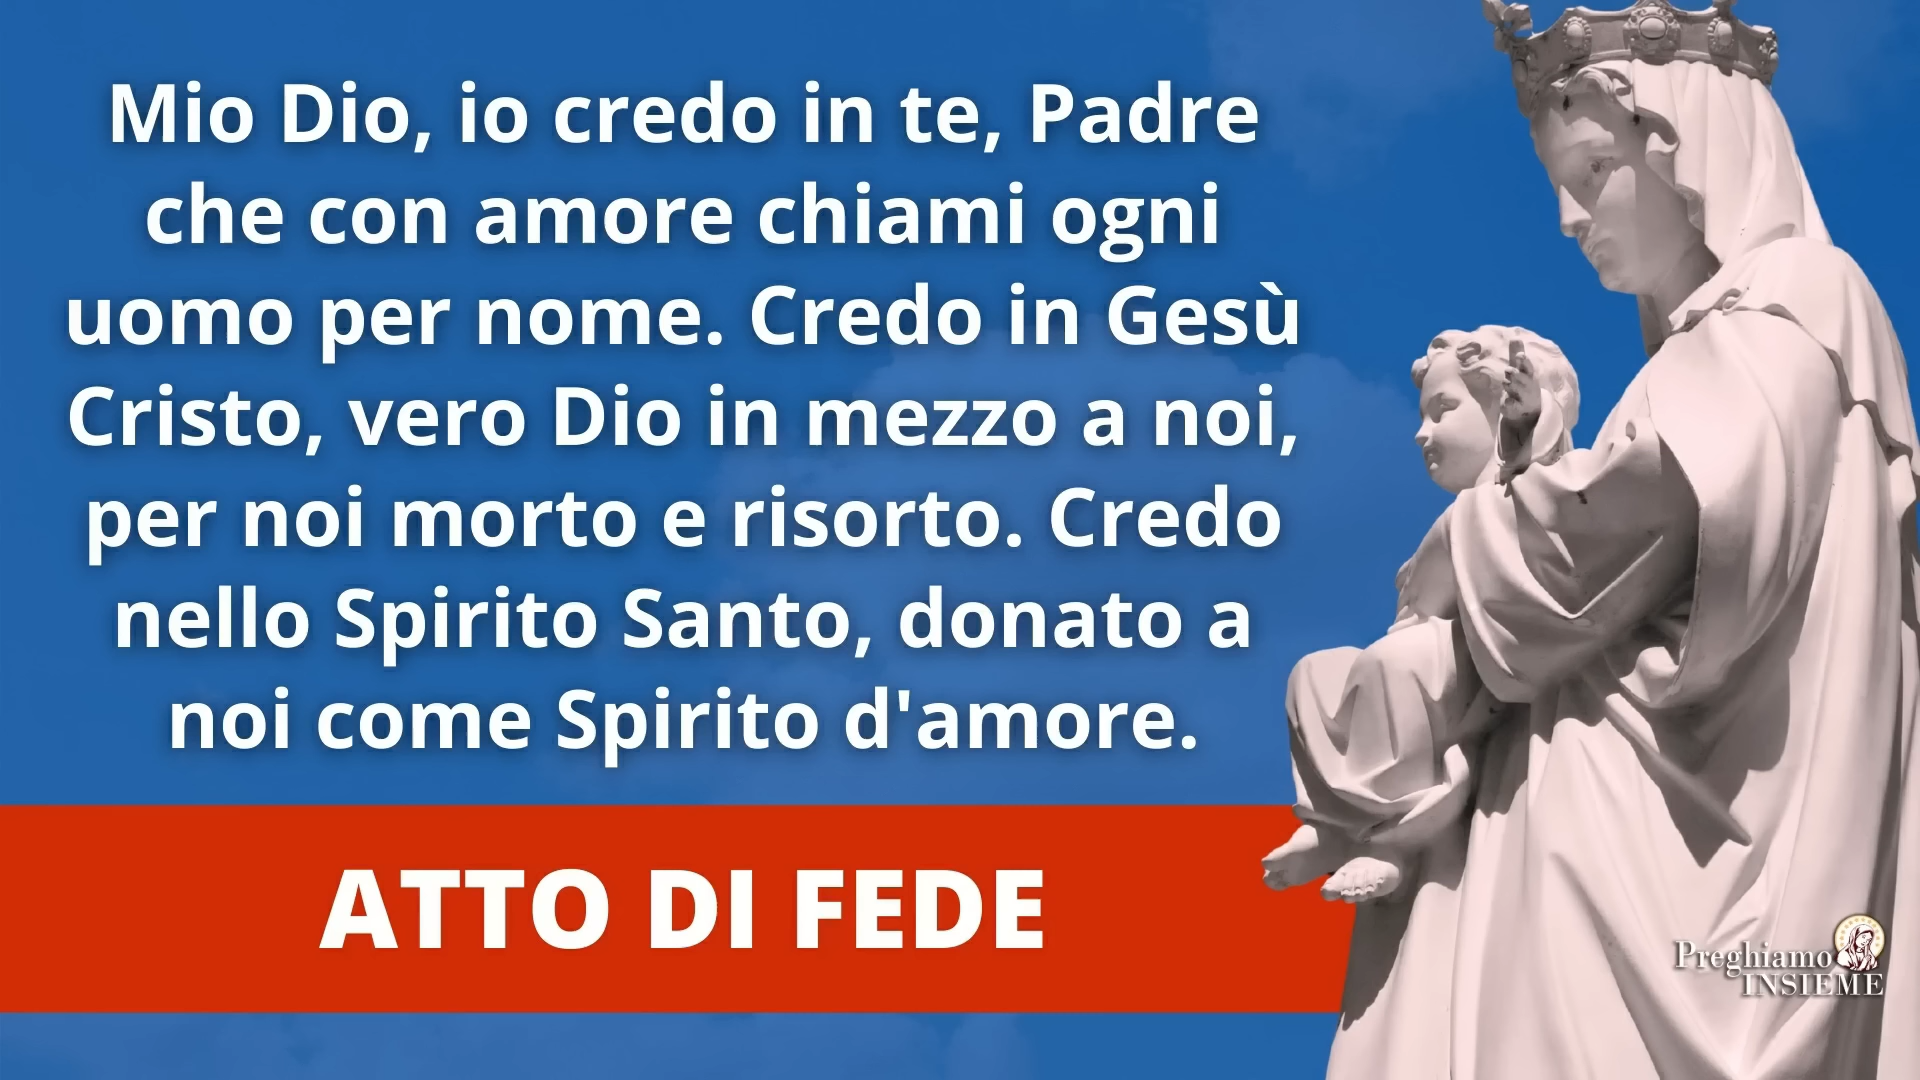 Mio Dio, io credo in te, Padre
che con amore chiami ogni
uomo per nome. Credo in Gesù
Cristo, vero Dio in mezzo a noi,
per noi morto e risorto. Credo
nello Spirito Santo, donato a
noi come Spirito d'amore.
ATTO DI FEDE
Preghiamo
INSIEME